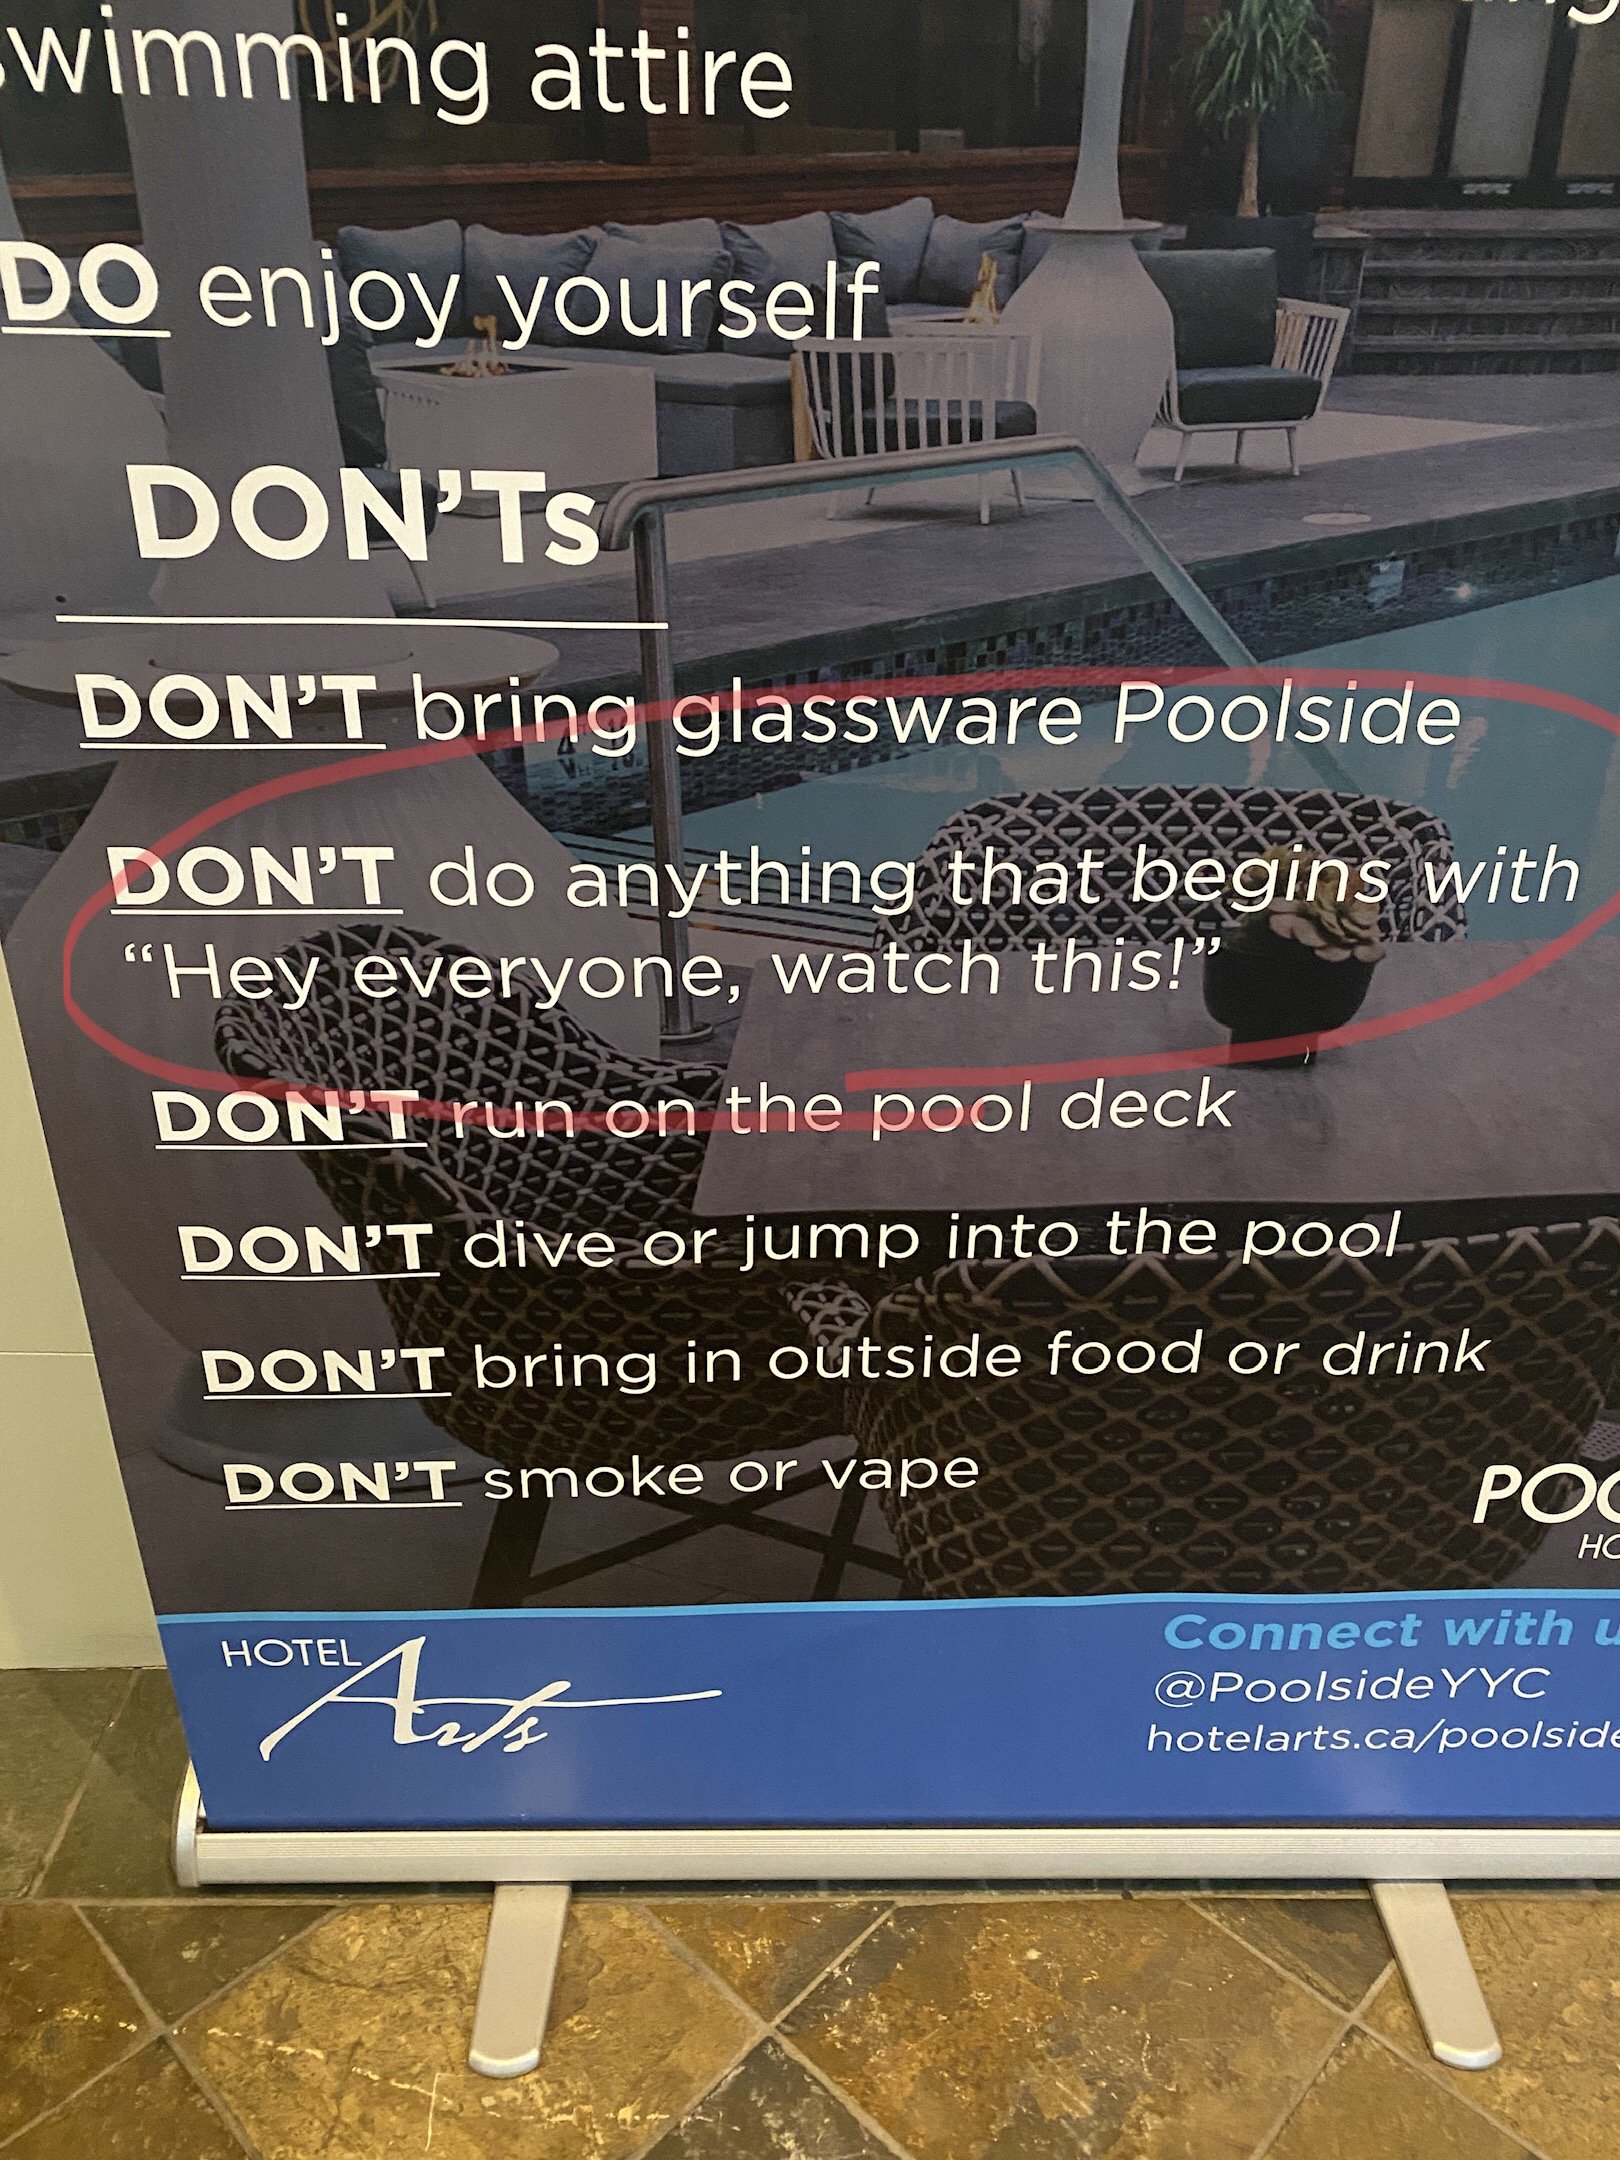 swimming attire
DO enjoy yourself
DON'Ts
DON'T bring glassware Poolside
DON'T do anything that begins with
“Hey everyone, watch this!”
DON'T run on the pool deck
DON'T dive or jump into the pool
DON'T bring in outside food or drink
DON'T smoke or vape
HOTEL Arts
Connect with
@PoolsideYYC
hotelarts.ca/poolside